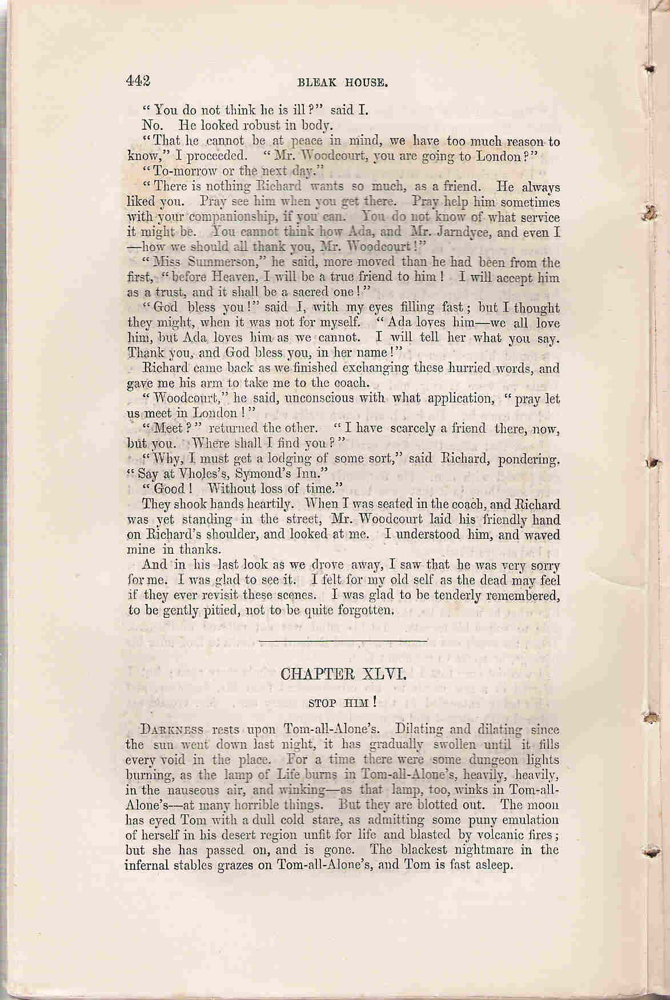 442 BLEAK HOUSE.
“You do not think he is ill?” said I.
No. He looked robust in body.
“That he cannot be at peace in mind, we have too much reason to
know,” I proceeded. “Mr. Woodcourt, you are going to London?”
“To-morrow or the next day.”
“There is nothing Richard wants so much, as a friend. He always
liked you. Pray see him when you get there. Pray help him sometimes
with your companionship, if you can. You do not know of what service
it might be. You cannot think how Ada, and Mr. Jarndyce, and even I
—how we should all thank you, Mr. Woodcourt!”
“Miss Summerson,” he said, more moved than he had been from the
first, “before Heaven, I will be a true friend to him! I will accept him
as a trust, and it shall be a sacred one!”
“God bless you!” said I, with my eyes filling fast; but I thought
they might, when it was not for myself. “Ada loves him—we all love
him, but Ada loves him as we cannot. I will tell her what you say.
Thank you, and God bless you, in her name!”
Richard came back as we finished exchanging these hurried words, and
gave me his arm to take me to the coach.
“Woodcourt,” he said, unconscious with what application, “pray let
us meet in London!”
“Meet?” returned the other. “I have scarcely a friend there, now,
but you. Where shall I find you?”
“Why, I must get a lodging of some sort,” said Richard, pondering.
“Say at Vholes’s, Symond’s Inn.”
“Good! Without loss of time.”
They shook hands heartily. When I was seated in the coach, and Richard
was yet standing in the street, Mr. Woodcourt laid his friendly hand
on Richard’s shoulder, and looked at me. I understood him, and waved
mine in thanks.
And in his last look as we drove away, I saw that he was very sorry
for me. I was glad to see it. I felt for my old self as the dead may feel
if they ever revisit these scenes. I was glad to be tenderly remembered,
to be gently pitied, not to be quite forgotten.
CHAPTER XLVI.
STOP HIM!
DARKNESS rests upon Tom-all-Alone’s. Dilating and dilating since
the sun went down last night, it has gradually swollen until it fills
every void in the place. For a time there were some dungeon lights
burning, as the lamp of Life burns in Tom-all-Alone’s, heavily, heavily,
in the nauseous air, and winking—as that lamp, too, winks in Tom-all-
Alone’s—at many horrible things. But they are blotted out. The moon
has eyed Tom with a dull cold stare, as admitting some puny emulation
of herself in his desert region unfit for life and blasted by volcanic fires;
but she has passed on, and is gone. The blackest nightmare in the
infernal stables grazes on Tom-all-Alone’s, and Tom is fast asleep.